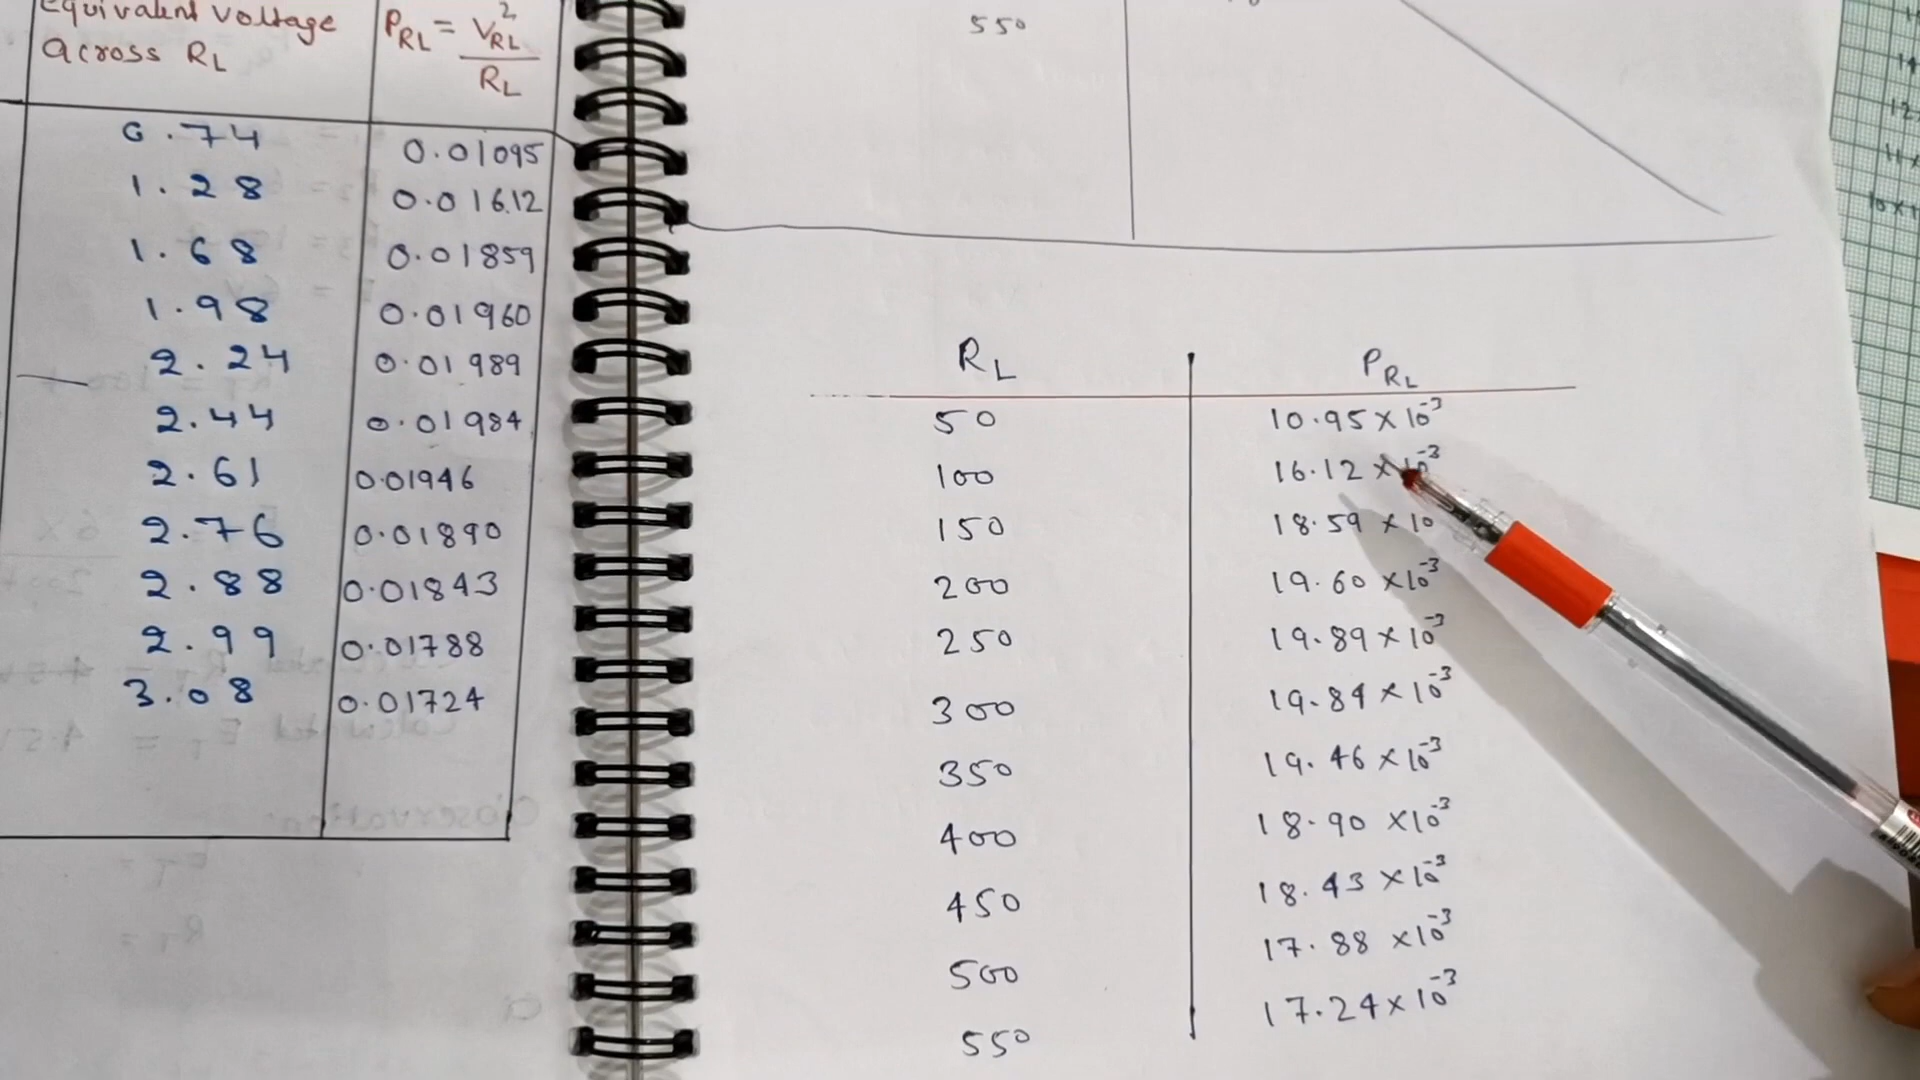 Equivalent voltage
across RL
PRL = V²RL
RL
0.74 0.01095
1.28 0.01612
1.68 0.01859
1.98 0.01960
2.24 0.01989
2.44 0.01984
2.61 0.01946
2.76 0.01890
2.88 0.01843
2.99 0.01788
3.08 0.01724
550
RL PRL
50 10.95 × 10⁻³
100 16.12 × 10⁻³
150 18.59 × 10
200 19.60 × 10⁻³
250 19.89 × 10⁻³
300 19.84 × 10⁻³
350 19.46 × 10⁻³
400 18.90 × 10⁻³
450 18.43 × 10⁻³
500 17.88 × 10⁻³
550 17.24 × 10⁻³